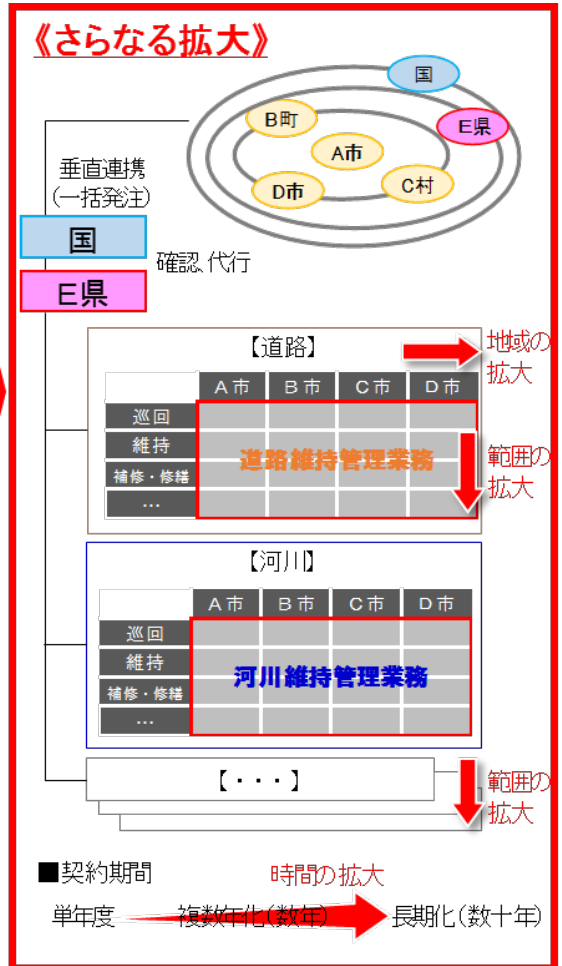 《さらなる拡大》
国
B町
E県
A市
D市
C村
垂直連携
(一括発注)
国
確認、代行
E県
【道路】
地域の
拡大
A市 B市 C市 D市
巡回
維持
補修・修繕
…
道路維持管理業務
範囲の
拡大
【河川】
A市 B市 C市 D市
巡回
維持
補修・修繕
…
河川維持管理業務
【・・・】
範囲の
拡大
■契約期間
時間の拡大
単年度 複数年化(数年) 長期化(数十年)